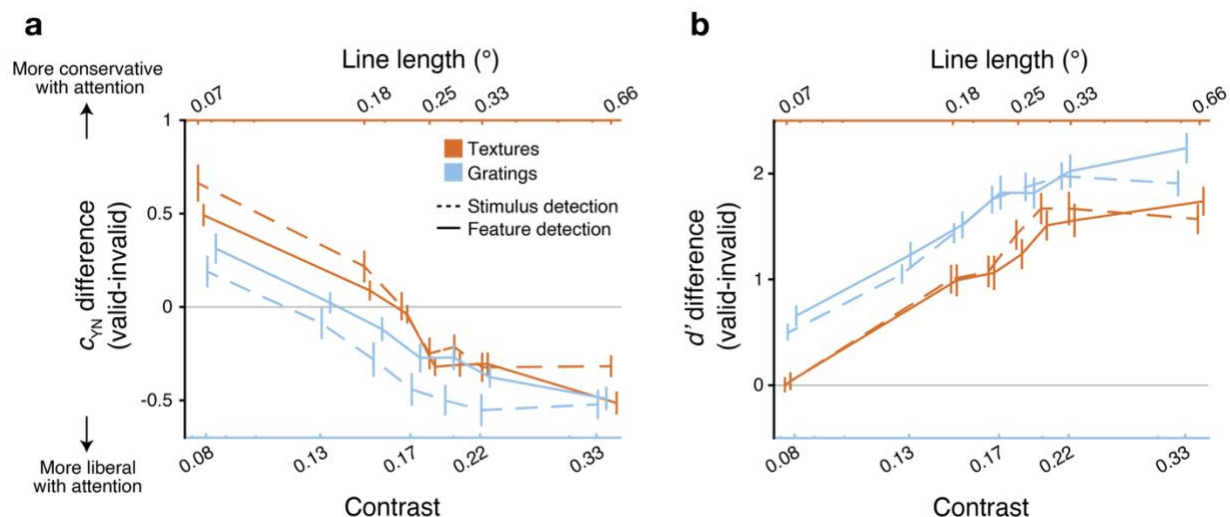 a
Line length (°)
More conservative
with attention
0.07
0.18
0.25
0.33
0.66
1
0.5
0
-0.5
c_YN difference
(valid-invalid)
Textures
Gratings
Stimulus detection
Feature detection
More liberal
with attention
0.08
0.13
0.17
0.22
0.33
Contrast
b
Line length (°)
0.07
0.18
0.25
0.33
0.66
2
1
0
d' difference
(valid-invalid)
0.08
0.13
0.17
0.22
0.33
Contrast